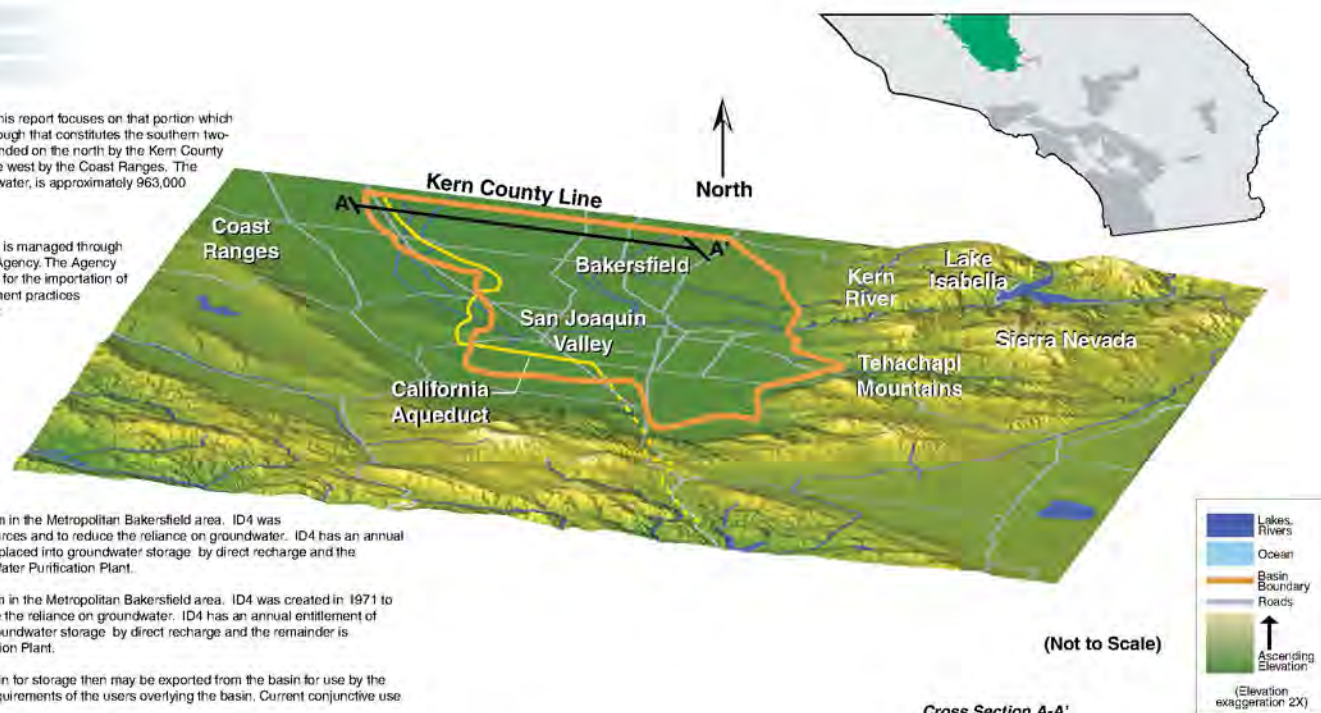 his report focuses on that portion which
ough that constitutes the southern two-
nded on the north by the Kern County
e west by the Coast Ranges. The
water, is approximately 963,000
is managed through
Agency. The Agency
for the importation of
ment practices
Kern County Line
North
A
A'
Coast
Ranges
Bakersfield
Kern
River
Lake
Isabella
San Joaquin
Valley
Sierra Nevada
Tehachapi
Mountains
California
Aqueduct
n in the Metropolitan Bakersfield area. ID4 was
rces and to reduce the reliance on groundwater. ID4 has an annual
placed into groundwater storage by direct recharge and the
Water Purification Plant.
n in the Metropolitan Bakersfield area. ID4 was created in 1971 to
e the reliance on groundwater. ID4 has an annual entitlement of
undwater storage by direct recharge and the remainder is
ion Plant.
in for storage then may be exported from the basin for use by the
quirements of the users overlying the basin. Current conjunctive use
(Not to Scale)
Lakes,
Rivers
Ocean
Basin
Boundary
Roads
Ascending
Elevation
(Elevation
exaggeration 2X)
Cross Section A-A'